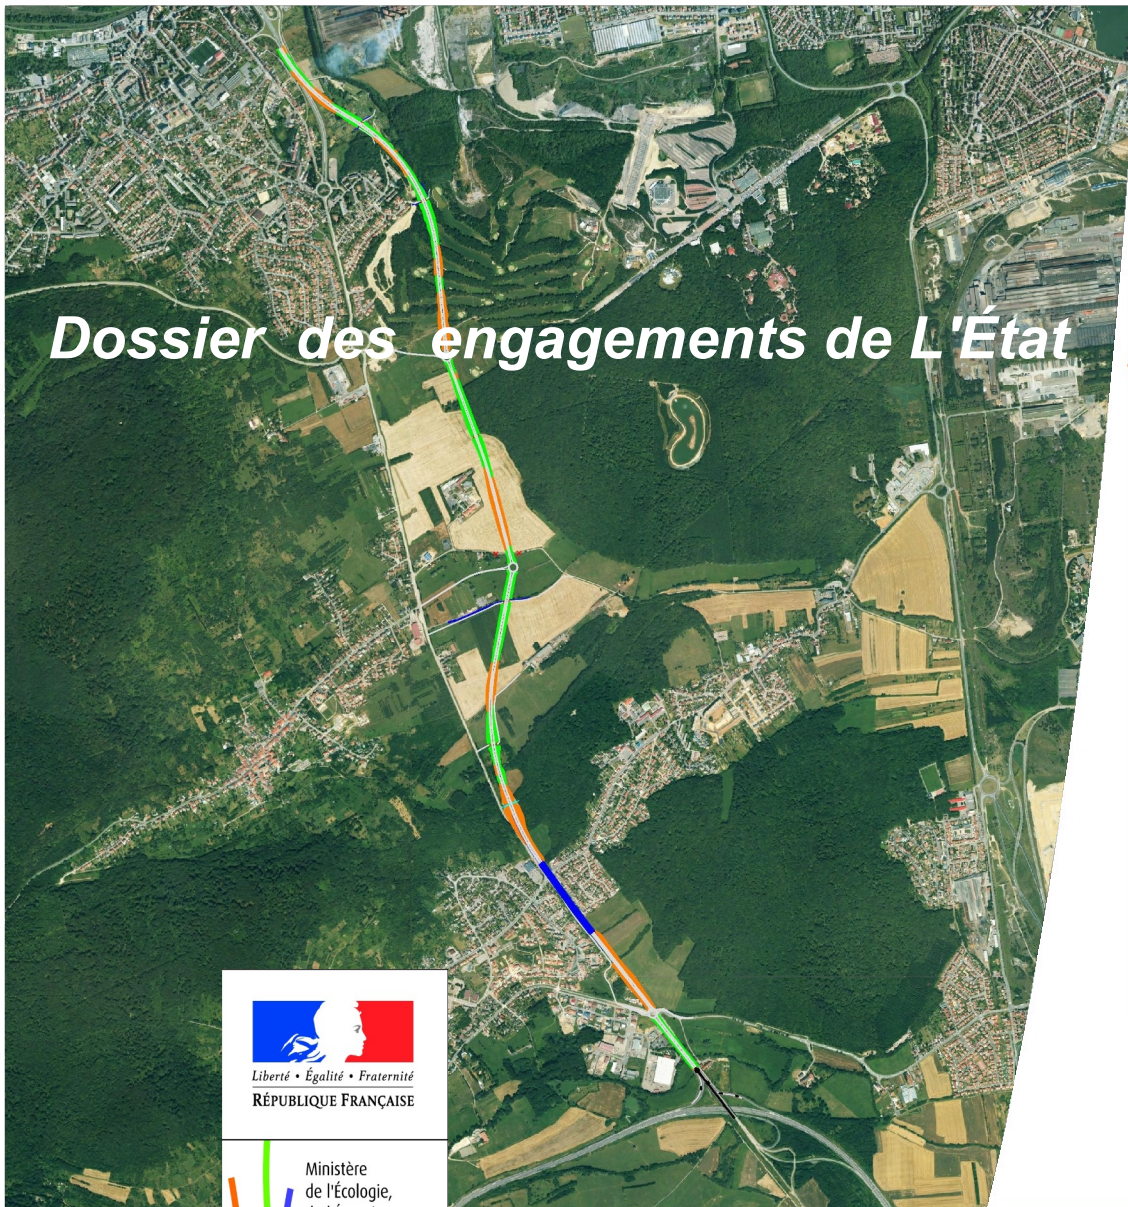 Dossier des engagements de L'État
Liberté • Égalité • Fraternité
RÉPUBLIQUE FRANÇAISE
Ministère
de l'Écologie,